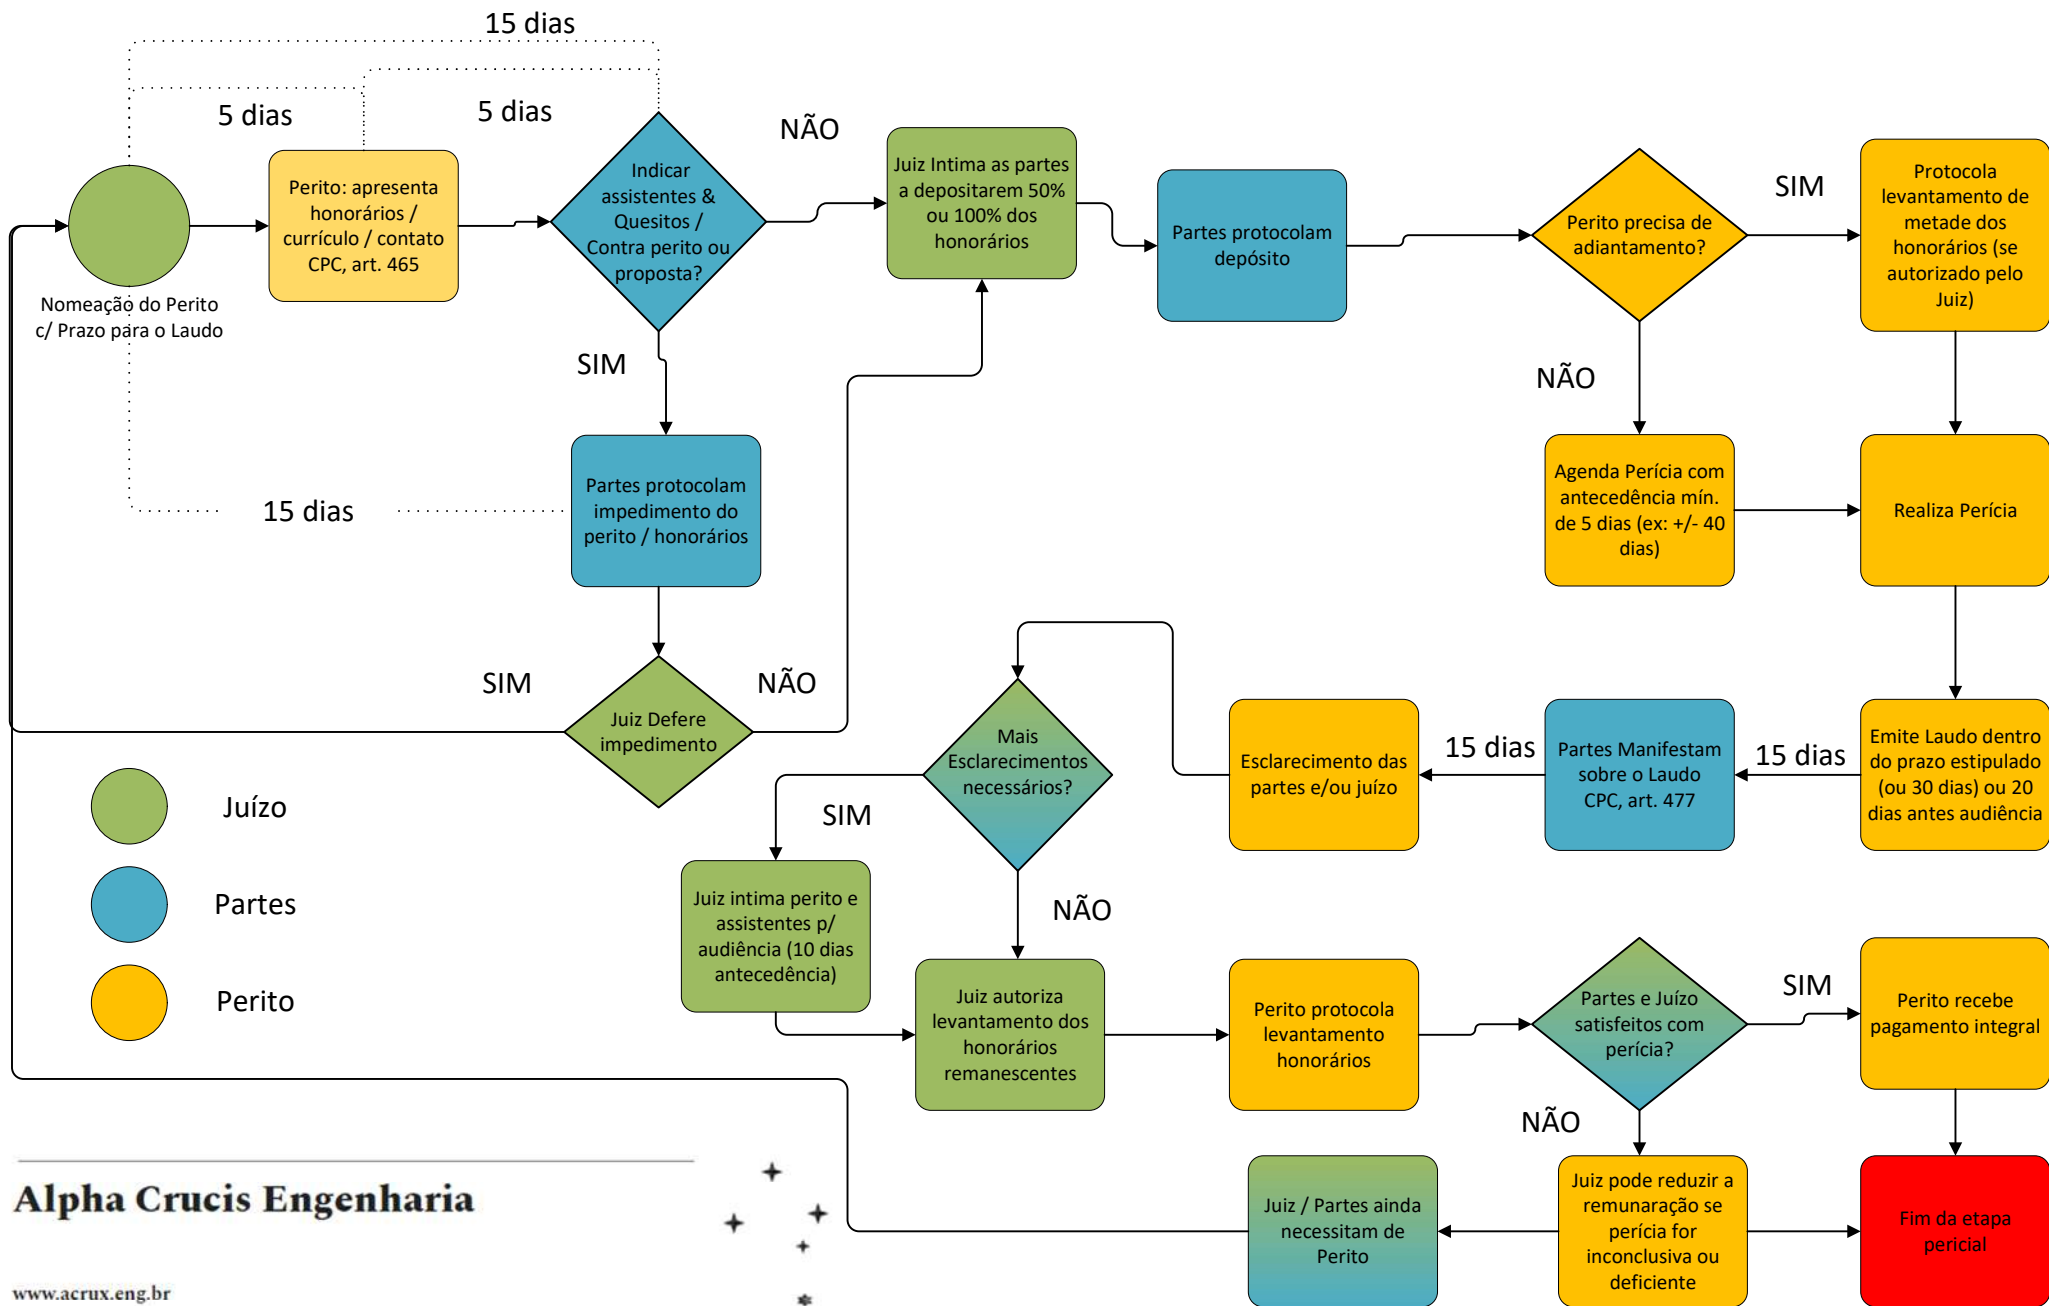 15 dias
5 dias
5 dias
Nomeação do Perito
c/ Prazo para o Laudo
Perito: apresenta
honorários /
currículo / contato
CPC, art. 465
Indicar
assistentes &
Quesitos /
Contra perito ou
proposta?
NÃO
SIM
Juiz Intima as partes
a depositarem 50%
ou 100% dos
honorários
Partes protocolam
depósito
Perito precisa de
adiantamento?
SIM
NÃO
Protocola
levantamento de
metade dos
honorários (se
autorizado pelo
Juiz)
15 dias
Partes protocolam
impedimento do
perito / honorários
Agenda Perícia com
antecedência mín.
de 5 dias (ex: +/- 40
dias)
Realiza Perícia
SIM
Juiz Defere
impedimento
NÃO
Mais
Esclarecimentos
necessários?
SIM
NÃO
Esclarecimento das
partes e/ou juízo
15 dias
Partes Manifestam
sobre o Laudo
CPC, art. 477
15 dias
Emite Laudo dentro
do prazo estipulado
(ou 30 dias) ou 20
dias antes audiência
Juízo
Partes
Perito
Juiz intima perito e
assistentes p/
audiência (10 dias
antecedência)
Juiz autoriza
levantamento dos
honorários
remanescentes
Perito protocola
levantamento
honorários
Partes e Juízo
satisfeitos com
perícia?
SIM
NÃO
Perito recebe
pagamento integral
Juiz / Partes ainda
necessitam de
Perito
Juiz pode reduzir a
remunaração se
perícia for
inconclusiva ou
deficiente
Fim da etapa
pericial
Alpha Crucis Engenharia
www.acrux.eng.br